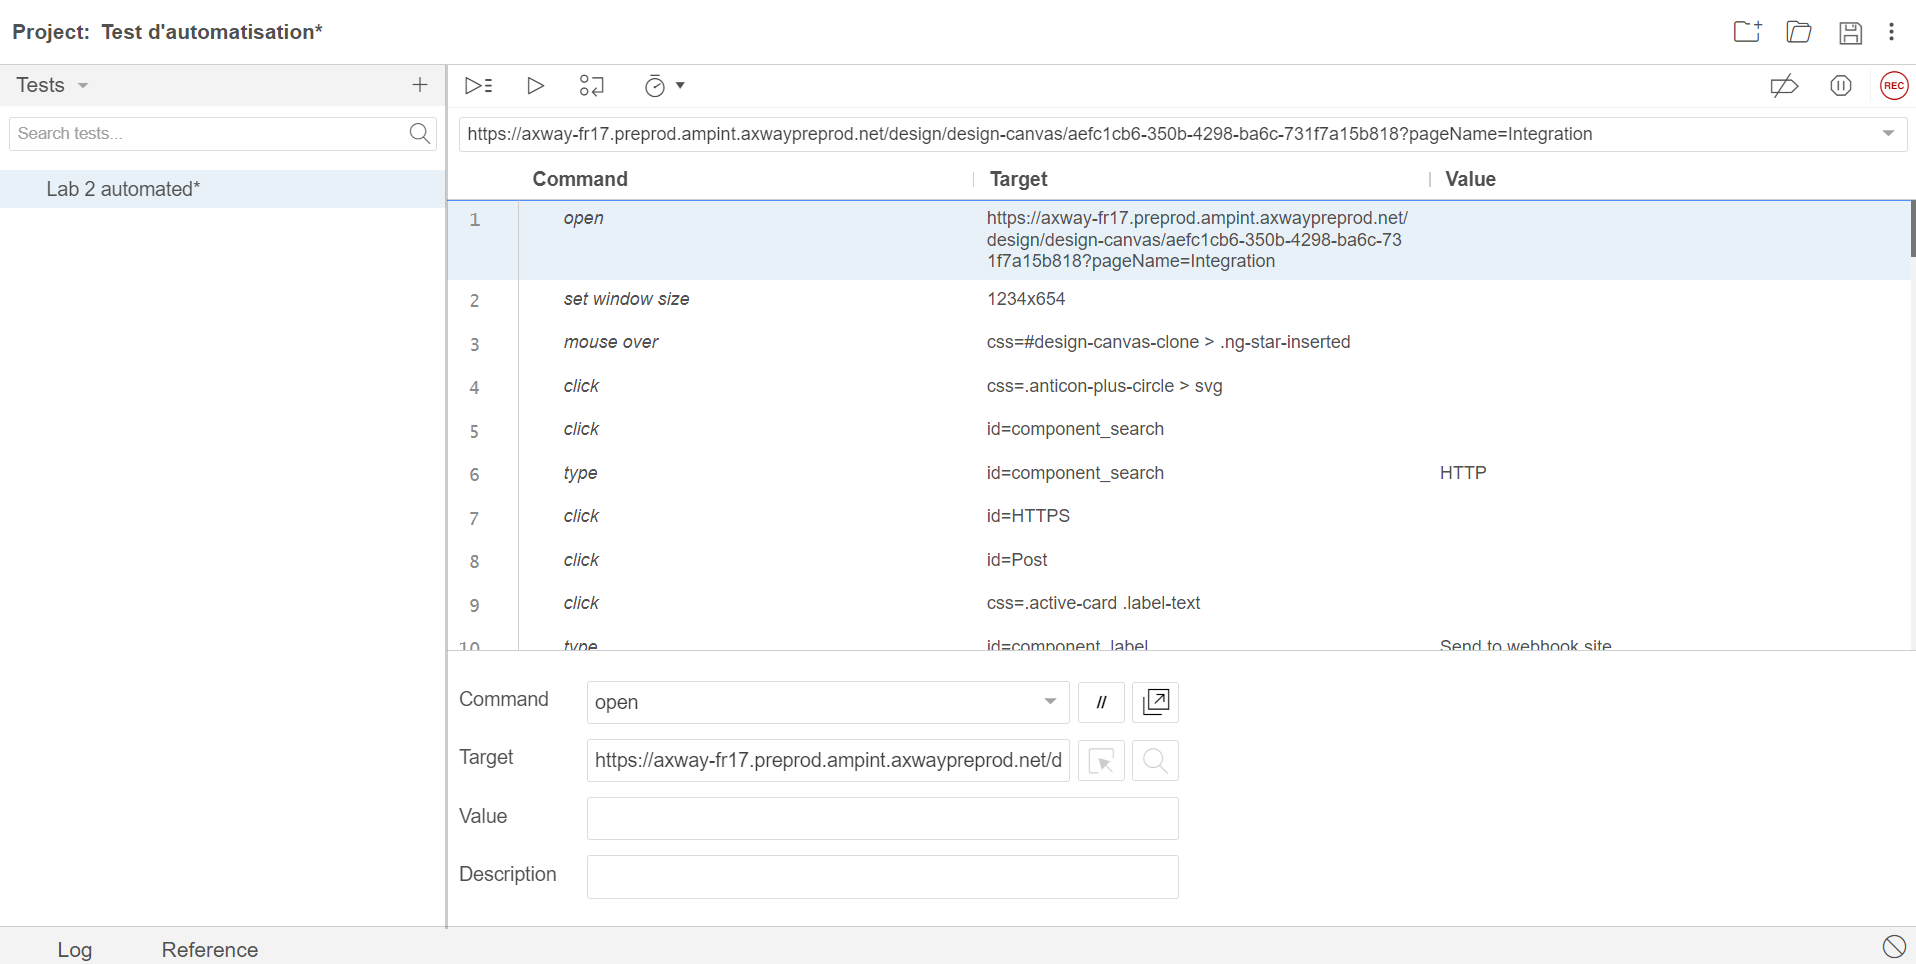 Project: Test d'automatisation*
Tests
Search tests...
Lab 2 automated*
REC
https://axway-fr17.preprod.ampint.axwaypreprod.net/design/design-canvas/aefc1cb6-350b-4298-ba6c-731f7a15b818?pageName=Integration
Command Target Value
1 open https://axway-fr17.preprod.ampint.axwaypreprod.net/
design/design-canvas/aefc1cb6-350b-4298-ba6c-73
1f7a15b818?pageName=Integration
2 set window size 1234x654
3 mouse over css=#design-canvas-clone > .ng-star-inserted
4 click css=.anticon-plus-circle > svg
5 click id=component_search
6 type id=component_search HTTP
7 click id=HTTPS
8 click id=Post
9 click css=.active-card .label-text
10 type id=component_label Send to webhook site
Command open //
Target https://axway-fr17.preprod.ampint.axwaypreprod.net/d
Value
Description
Log Reference